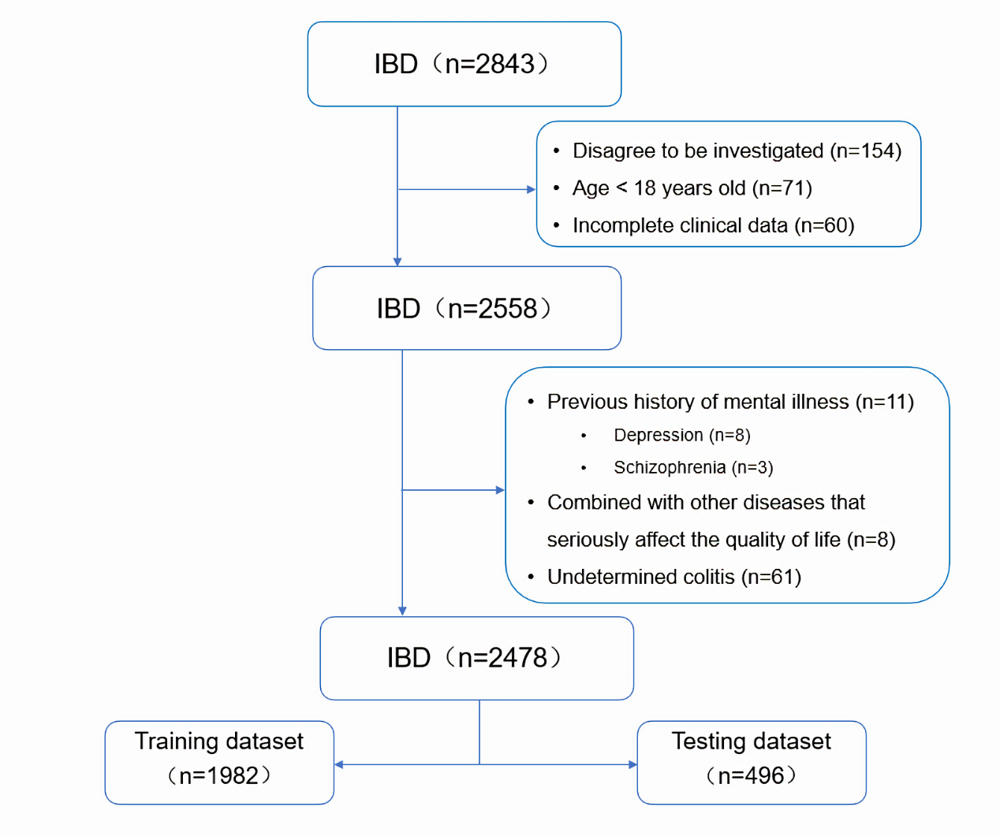 IBD（n=2843）
• Disagree to be investigated (n=154)
• Age < 18 years old (n=71)
• Incomplete clinical data (n=60)
IBD（n=2558）
• Previous history of mental illness (n=11)
• Depression (n=8)
• Schizophrenia (n=3)
• Combined with other diseases that
seriously affect the quality of life (n=8)
• Undetermined colitis (n=61)
IBD（n=2478）
Training dataset
（n=1982）
Testing dataset
（n=496）